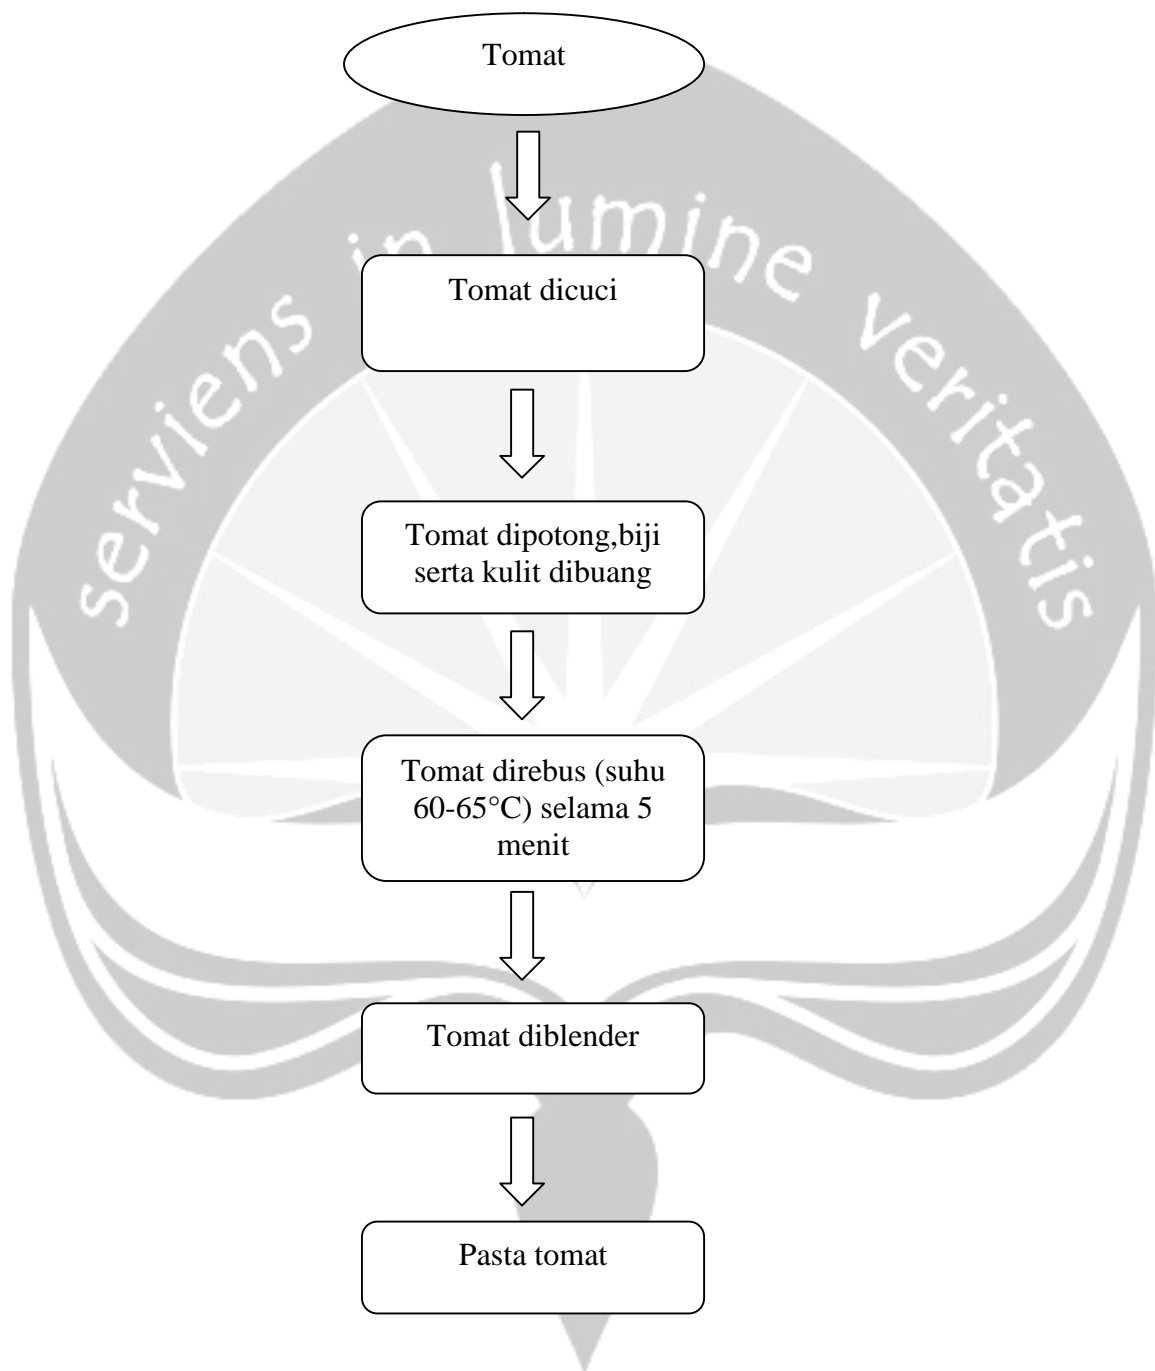 Tomat
serviens in lumine veritatis
Tomat dicuci
Tomat dipotong,biji
serta kulit dibuang
Tomat direbus (suhu
60-65°C) selama 5
menit
Tomat diblender
Pasta tomat